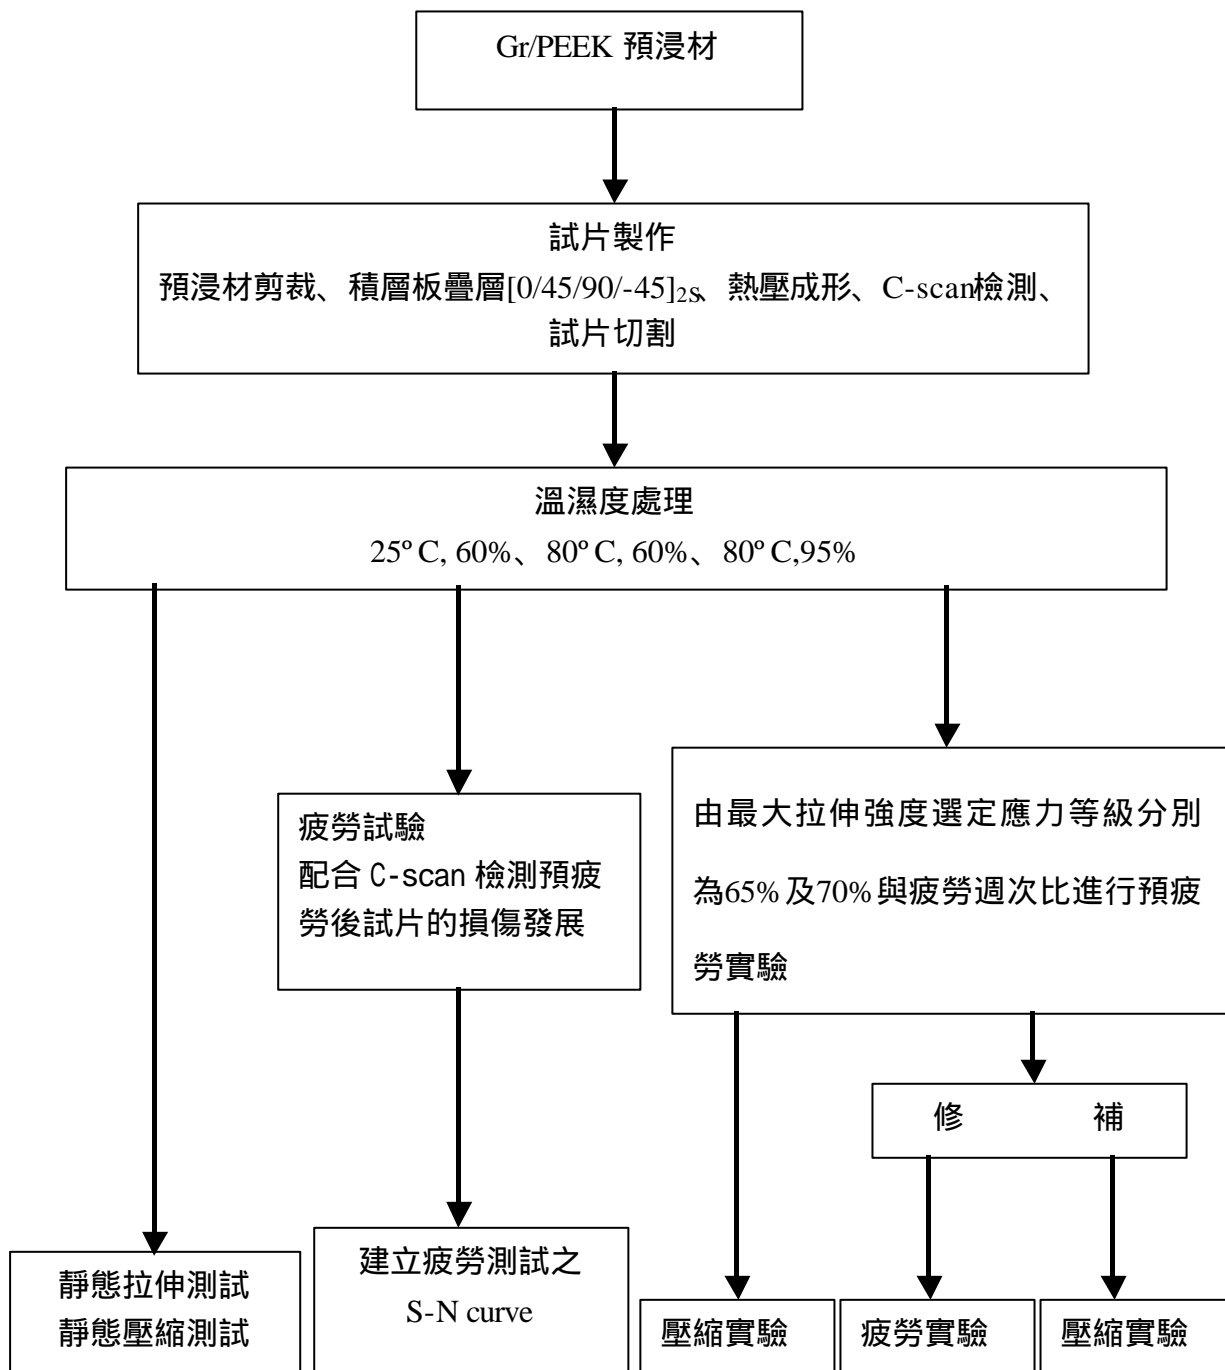 Gr/PEEK 預浸材
試片製作
預浸材剪裁、積層板疊層[0/45/90/-45]2S、熱壓成形、C-scan檢測、
試片切割
溫濕度處理
25°C, 60%、80°C, 60%、80°C,95%
疲勞試驗
配合 C-scan 檢測預疲
勞後試片的損傷發展
由最大拉伸強度選定應力等級分別
為65%及70%與疲勞週次比進行預疲
勞實驗
修 補
靜態拉伸測試
靜態壓縮測試
建立疲勞測試之
S-N curve
壓縮實驗
疲勞實驗
壓縮實驗